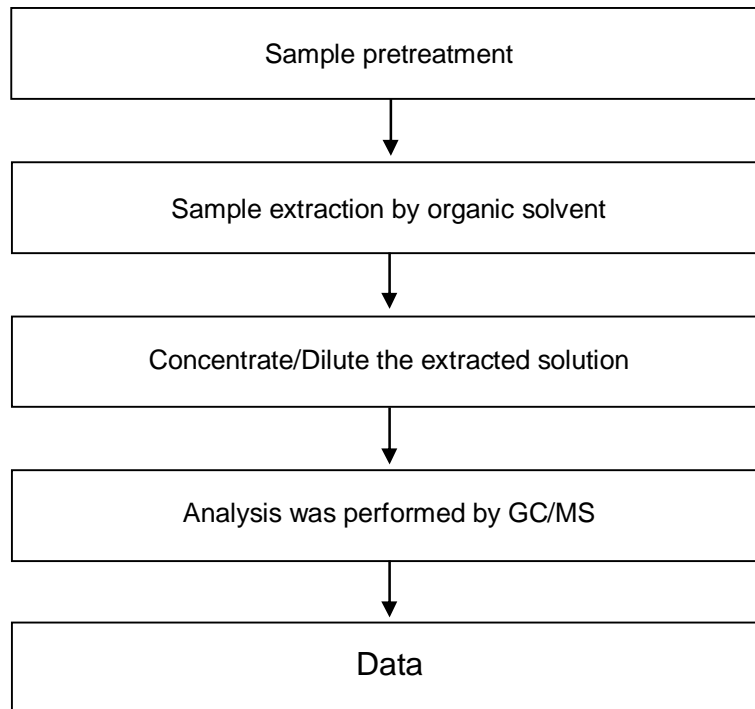 Sample pretreatment
Sample extraction by organic solvent
Concentrate/Dilute the extracted solution
Analysis was performed by GC/MS
Data